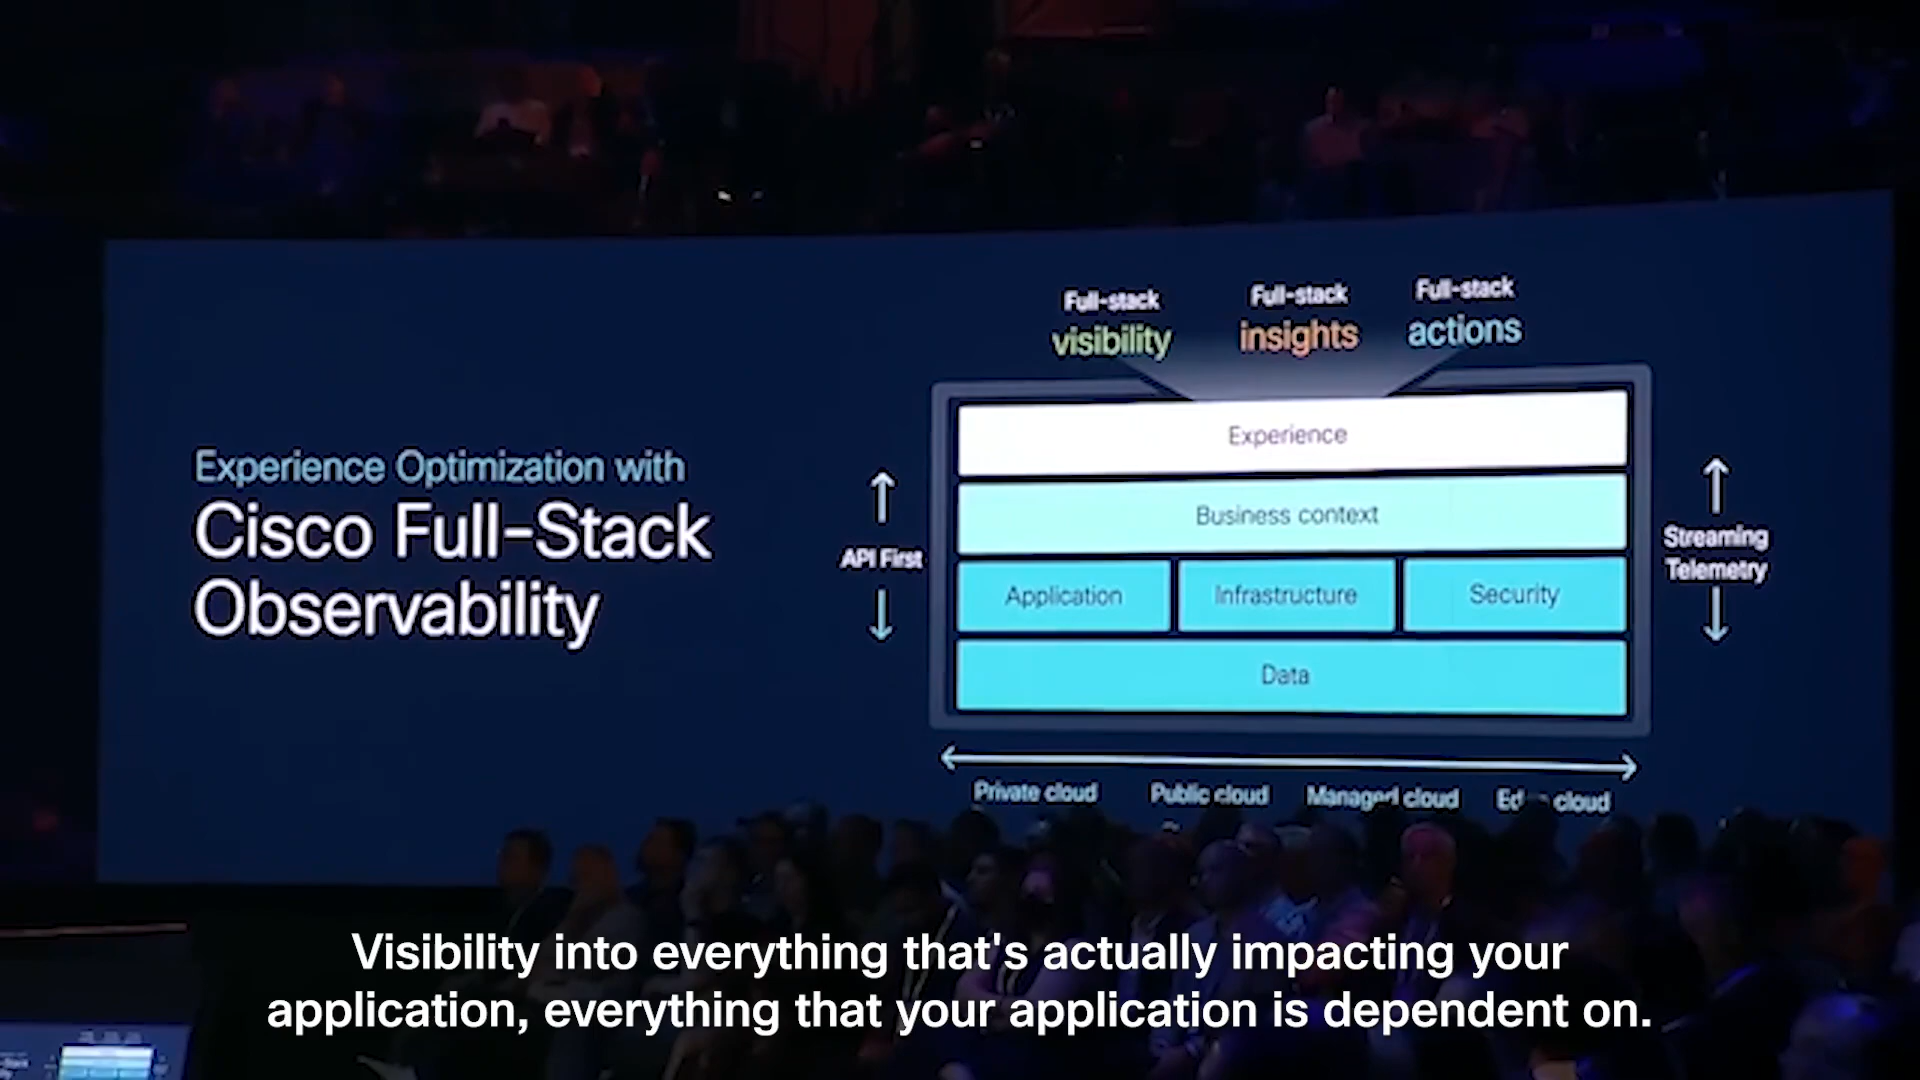 Experience Optimization with
Cisco Full-Stack
Observability
Full-stack
visibility
Full-stack
insights
Full-stack
actions
API First
Experience
Business context
Application
Infrastructure
Security
Data
Streaming
Telemetry
Private cloud
Public cloud
Managed cloud
cloud
Visibility into everything that's actually impacting your
application, everything that your application is dependent on.